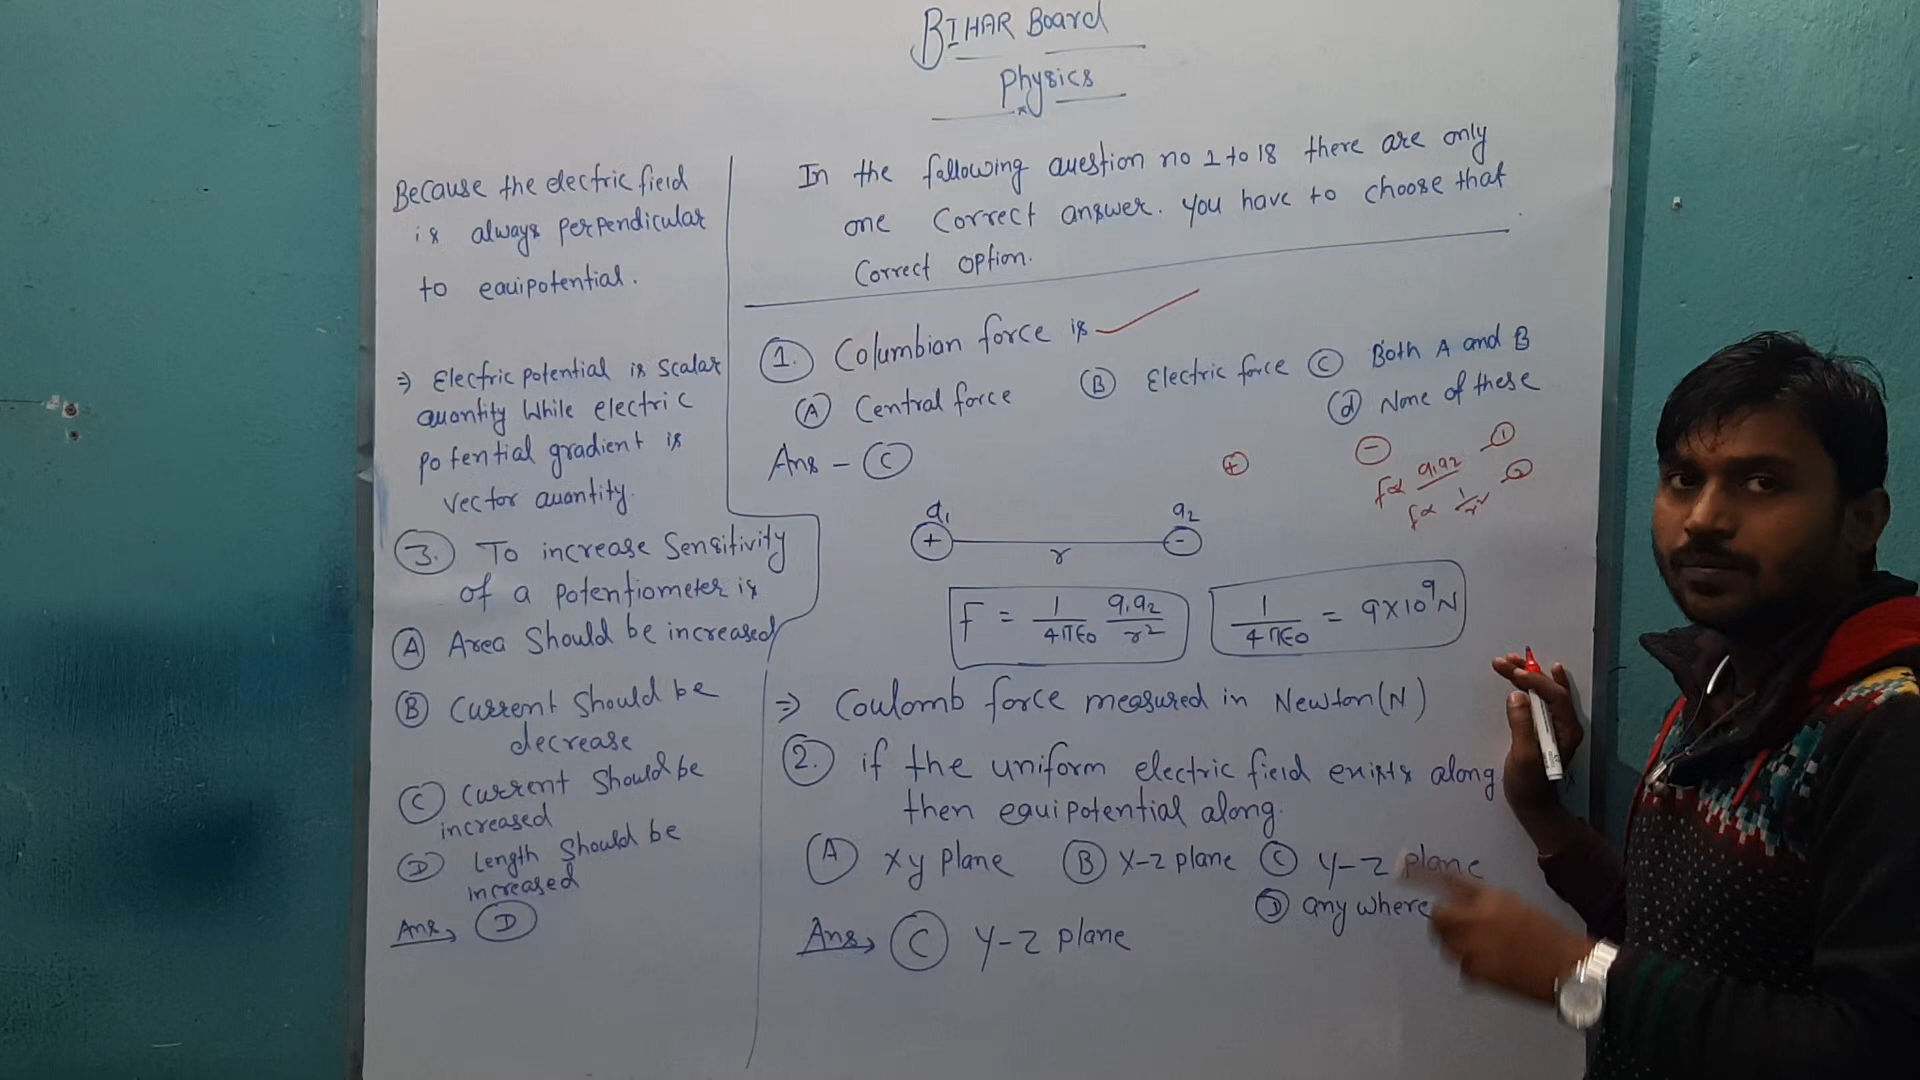 BIHAR Board
Physics
In the following question no 1 to 18 there are only
one correct answer. you have to choose that
Correct option.
1. Columbian force is
A Central force B Electric force C Both A and B
d None of these
Ans - C
+ -
f∝ q1q2 - 1
f∝ 1/r² - 2
q1 q2
+ r -
F = 1/4π∈0 q1q2/r² 1/4π∈0 = 9×10⁹N
⇒ Coulomb force measured in Newton(N)
2. if the uniform electric field exists along
then equipotential along.
A xy plane B X-z plane C Y-z plane
D any where
Ans, C Y-z plane
Because the electric field
is always perpendicular
to equipotential.
⇒ Electric potential is scalar
quantity While electric
potential gradient is
vector quantity.
3. To increase Sensitivity
of a potentiometer is
A Area Should be increased
B Current Should be
decrease
C Current Should be
increased
D Length Should be
increased
Ans, D